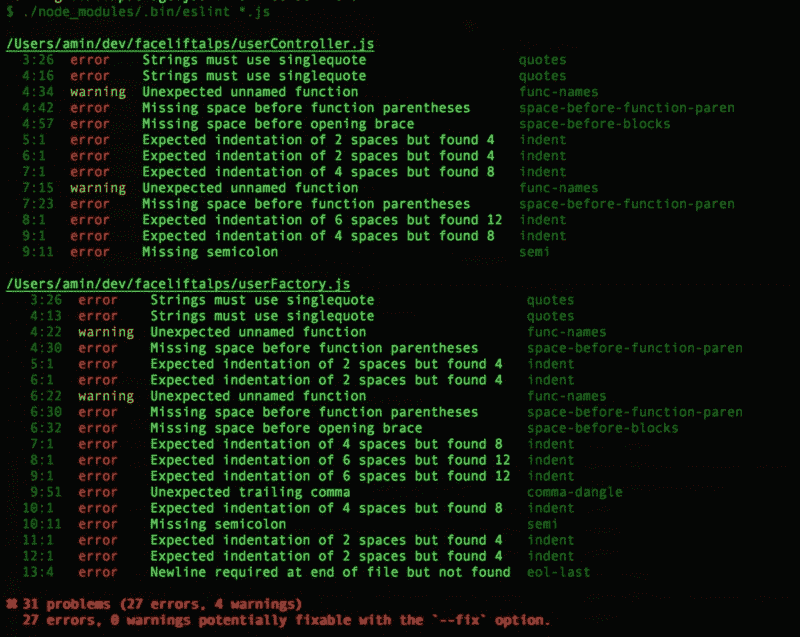 $ ./node_modules/.bin/eslint *.js
/Users/amin/dev/faceliftalps/userController.js
3:26 error Strings must use singlequote quotes
4:16 error Strings must use singlequote quotes
4:34 warning Unexpected unnamed function func-names
4:42 error Missing space before function parentheses space-before-function-paren
4:57 error Missing space before opening brace space-before-blocks
5:1 error Expected indentation of 2 spaces but found 4 indent
6:1 error Expected indentation of 2 spaces but found 4 indent
7:1 error Expected indentation of 4 spaces but found 8 indent
7:15 warning Unexpected unnamed function func-names
7:23 error Missing space before function parentheses space-before-function-paren
8:1 error Expected indentation of 6 spaces but found 12 indent
9:1 error Expected indentation of 4 spaces but found 8 indent
9:11 error Missing semicolon semi
/Users/amin/dev/faceliftalps/userFactory.js
3:26 error Strings must use singlequote quotes
4:13 error Strings must use singlequote quotes
4:22 warning Unexpected unnamed function func-names
4:30 error Missing space before function parentheses space-before-function-paren
5:1 error Expected indentation of 2 spaces but found 4 indent
6:1 error Expected indentation of 2 spaces but found 4 indent
6:22 warning Unexpected unnamed function func-names
6:30 error Missing space before function parentheses space-before-function-paren
6:32 error Missing space before opening brace space-before-blocks
7:1 error Expected indentation of 4 spaces but found 8 indent
8:1 error Expected indentation of 6 spaces but found 12 indent
9:1 error Expected indentation of 6 spaces but found 12 indent
9:51 error Unexpected trailing comma comma-dangle
10:1 error Expected indentation of 4 spaces but found 8 indent
10:11 error Missing semicolon semi
11:1 error Expected indentation of 2 spaces but found 4 indent
12:1 error Expected indentation of 2 spaces but found 4 indent
13:4 error Newline required at end of file but not found eol-last
✖ 31 problems (27 errors, 4 warnings)
27 errors, 0 warnings potentially fixable with the `--fix` option.